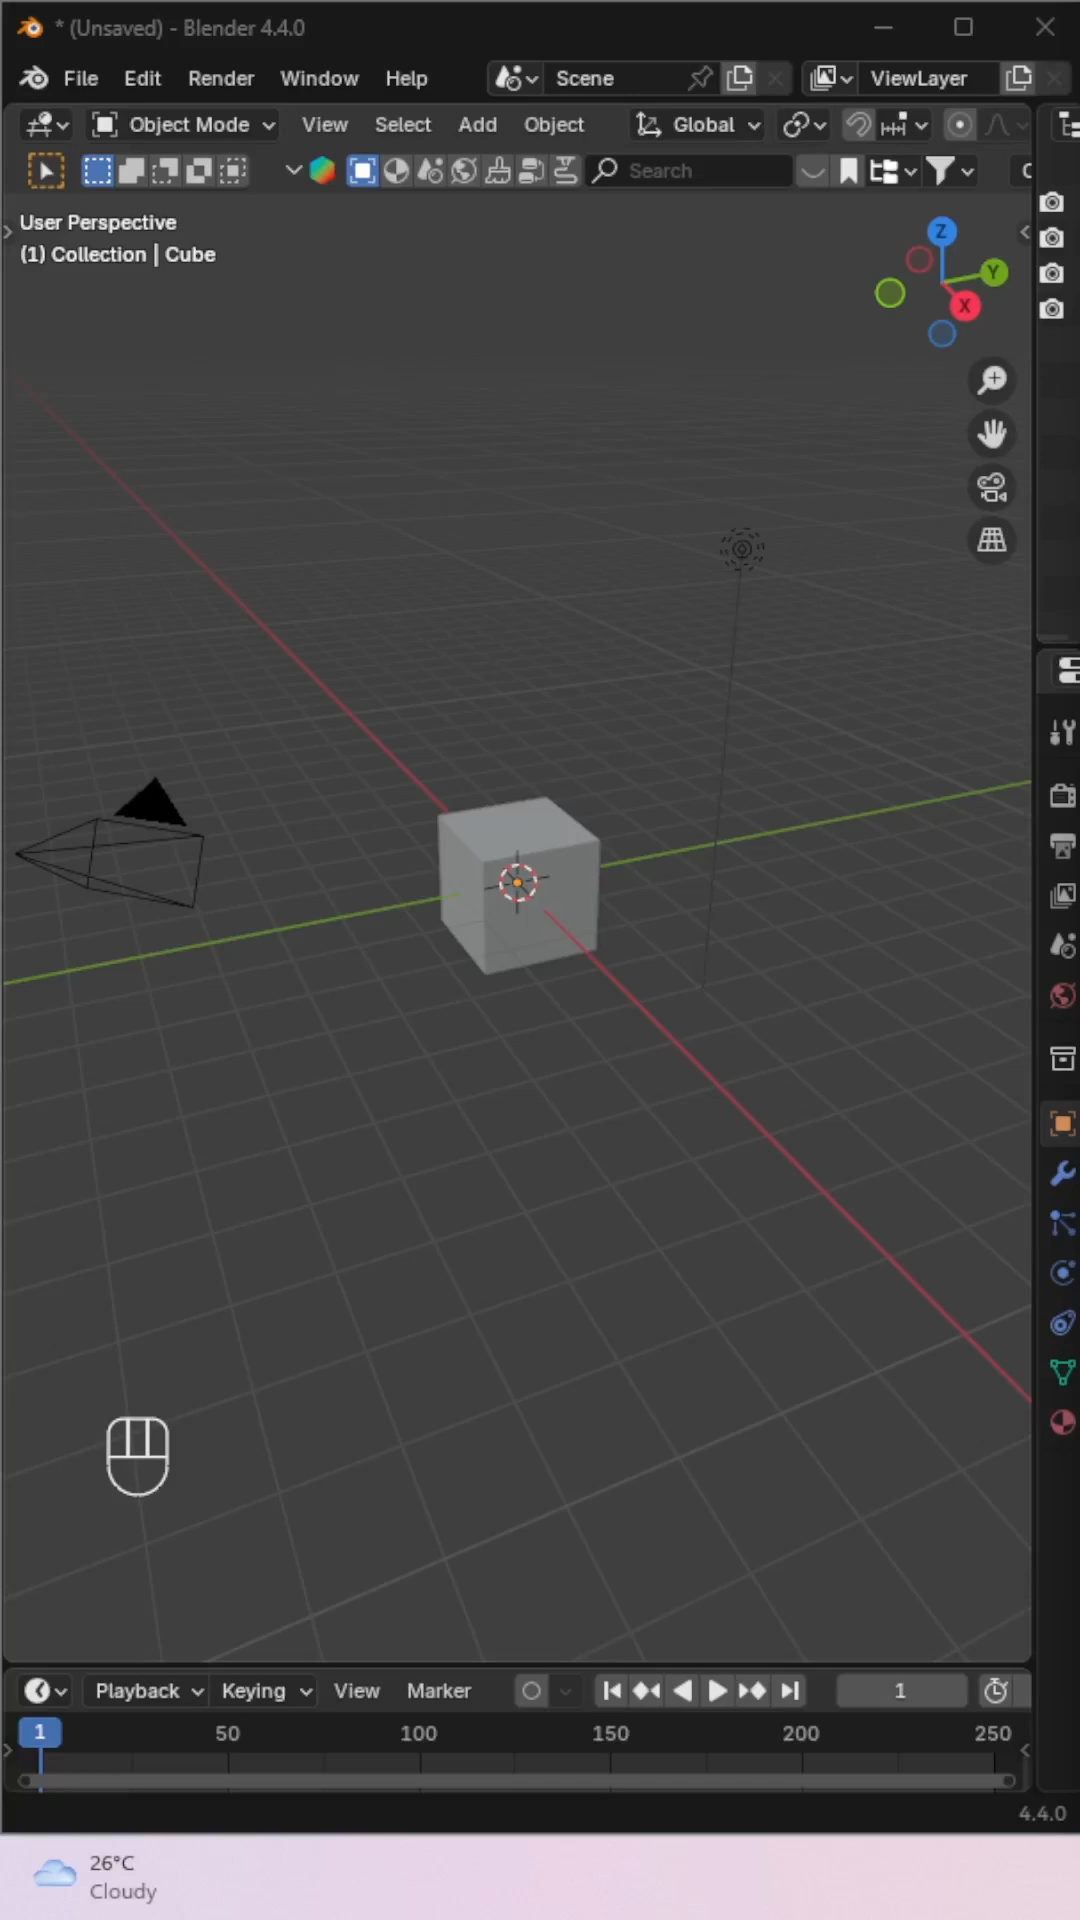 * (Unsaved) - Blender 4.4.0
File Edit Render Window Help Scene ViewLayer
Object Mode View Select Add Object Global
Search
User Perspective
(1) Collection | Cube
Z
Y
X
Playback Keying View Marker 1
1 50 100 150 200 250
4.4.0
26°C
Cloudy